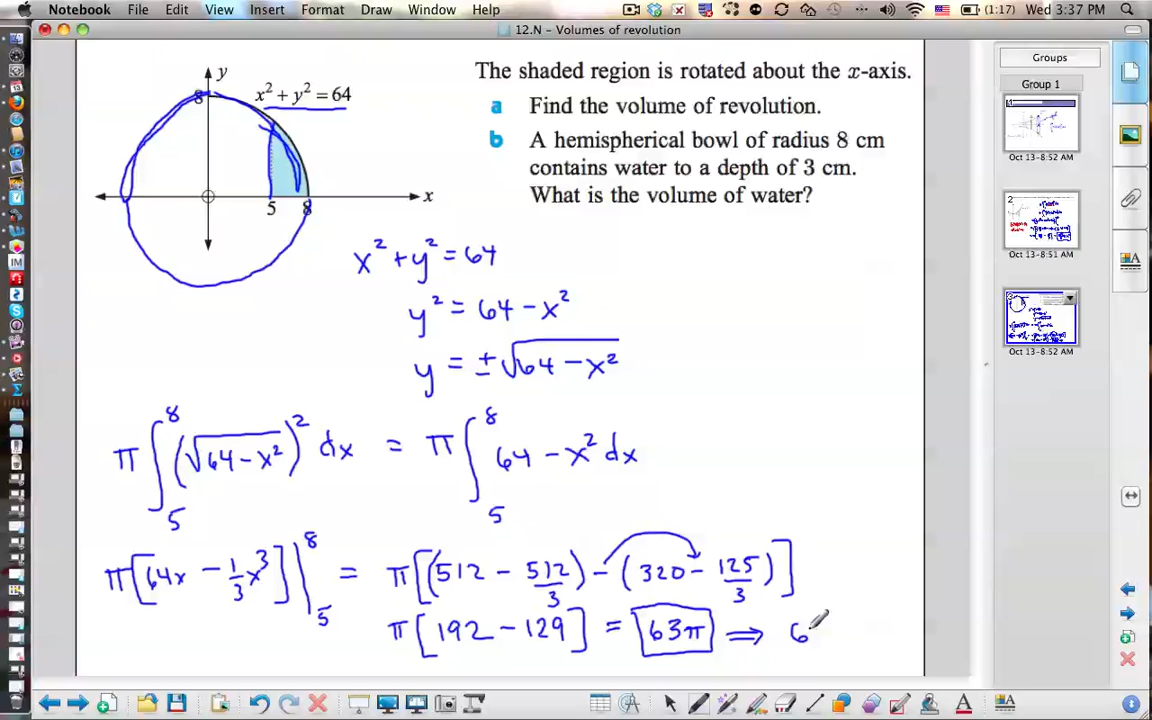 Notebook File Edit View Insert Format Draw Window Help (1:17) Wed 3:37 PM
12.N - Volumes of revolution
y
8
x² + y² = 64
x
5 8
The shaded region is rotated about the x-axis.
a Find the volume of revolution.
b A hemispherical bowl of radius 8 cm
contains water to a depth of 3 cm.
What is the volume of water?
x² + y² = 64
y² = 64 − x²
y = ±√(64 − x²)
π ∫₅⁸ (√(64 − x²))² dx = π ∫₅⁸ 64 − x² dx
π[64x − 1/3 x³] |₅⁸ = π[(512 − 512/3) − (320 − 125/3)]
π[192 − 129] = 63π ⟹ 6
Groups
Group 1
Oct 13 - 8:52 AM
2
Oct 13 - 8:51 AM
3
Oct 13 - 8:52 AM